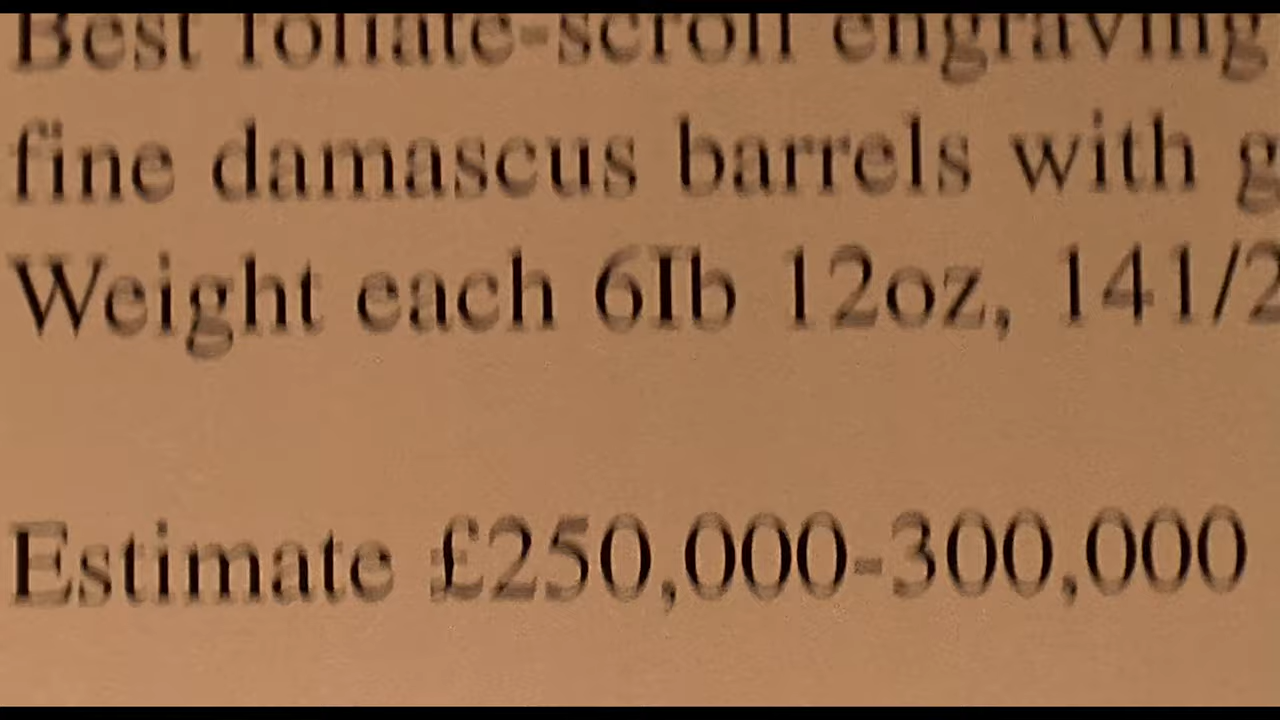 Best foliate-scroll engraving
fine damascus barrels with g
Weight each 6Ib 12oz, 141/2
Estimate £250,000-300,000